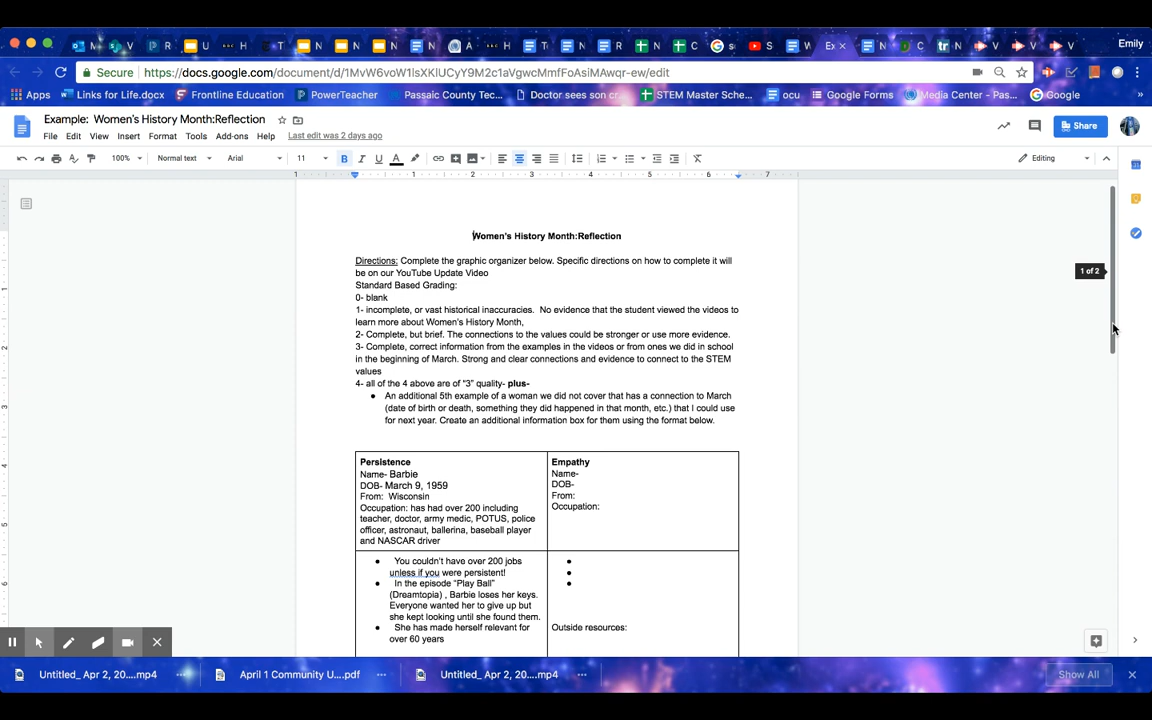 Emily
Secure https://docs.google.com/document/d/1MvW6voW1lsXKlUCyY9M2c1aVgwcMmfFoAsiMAwqr-ew/edit
Apps Links for Life.docx Frontline Education PowerTeacher Passaic County Tec... Doctor sees son cr... STEM Master Sche... ocu Google Forms Media Center - Pas... Google »
Example: Women's History Month:Reflection
File Edit View Insert Format Tools Add-ons Help Last edit was 2 days ago
Share
100% Normal text Arial 11 B I U A Editing
1 1 2 3 4 5 6 7
Women's History Month:Reflection
Directions: Complete the graphic organizer below. Specific directions on how to complete it will
be on our YouTube Update Video
Standard Based Grading:
0- blank
1- incomplete, or vast historical inaccuracies. No evidence that the student viewed the videos to
learn more about Women's History Month,
2- Complete, but brief. The connections to the values could be stronger or use more evidence.
3- Complete, correct information from the examples in the videos or from ones we did in school
in the beginning of March. Strong and clear connections and evidence to connect to the STEM
values
4- all of the 4 above are of "3" quality- plus-
● An additional 5th example of a woman we did not cover that has a connection to March
(date of birth or death, something they did happened in that month, etc.) that I could use
for next year. Create an additional information box for them using the format below.
1 of 2
Persistence
Name- Barbie
DOB- March 9, 1959
From: Wisconsin
Occupation: has had over 200 including
teacher, doctor, army medic, POTUS, police
officer, astronaut, ballerina, baseball player
and NASCAR driver
Empathy
Name-
DOB-
From:
Occupation:
● You couldn't have over 200 jobs
unless if you were persistent!
● In the episode "Play Ball"
(Dreamtopia) , Barbie loses her keys.
Everyone wanted her to give up but
she kept looking until she found them.
● She has made herself relevant for
over 60 years
●
●
●
Outside resources:
Untitled_ Apr 2, 20....mp4 April 1 Community U....pdf Untitled_ Apr 2, 20....mp4 Show All